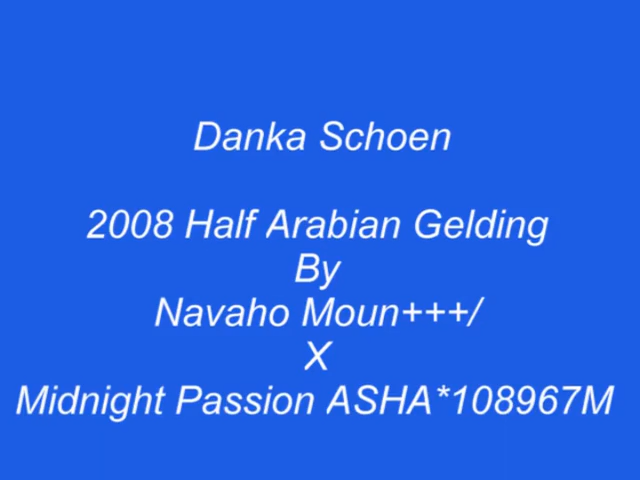 Danka Schoen
2008 Half Arabian Gelding
By
Navaho Moun+++/
X
Midnight Passion ASHA*108967M